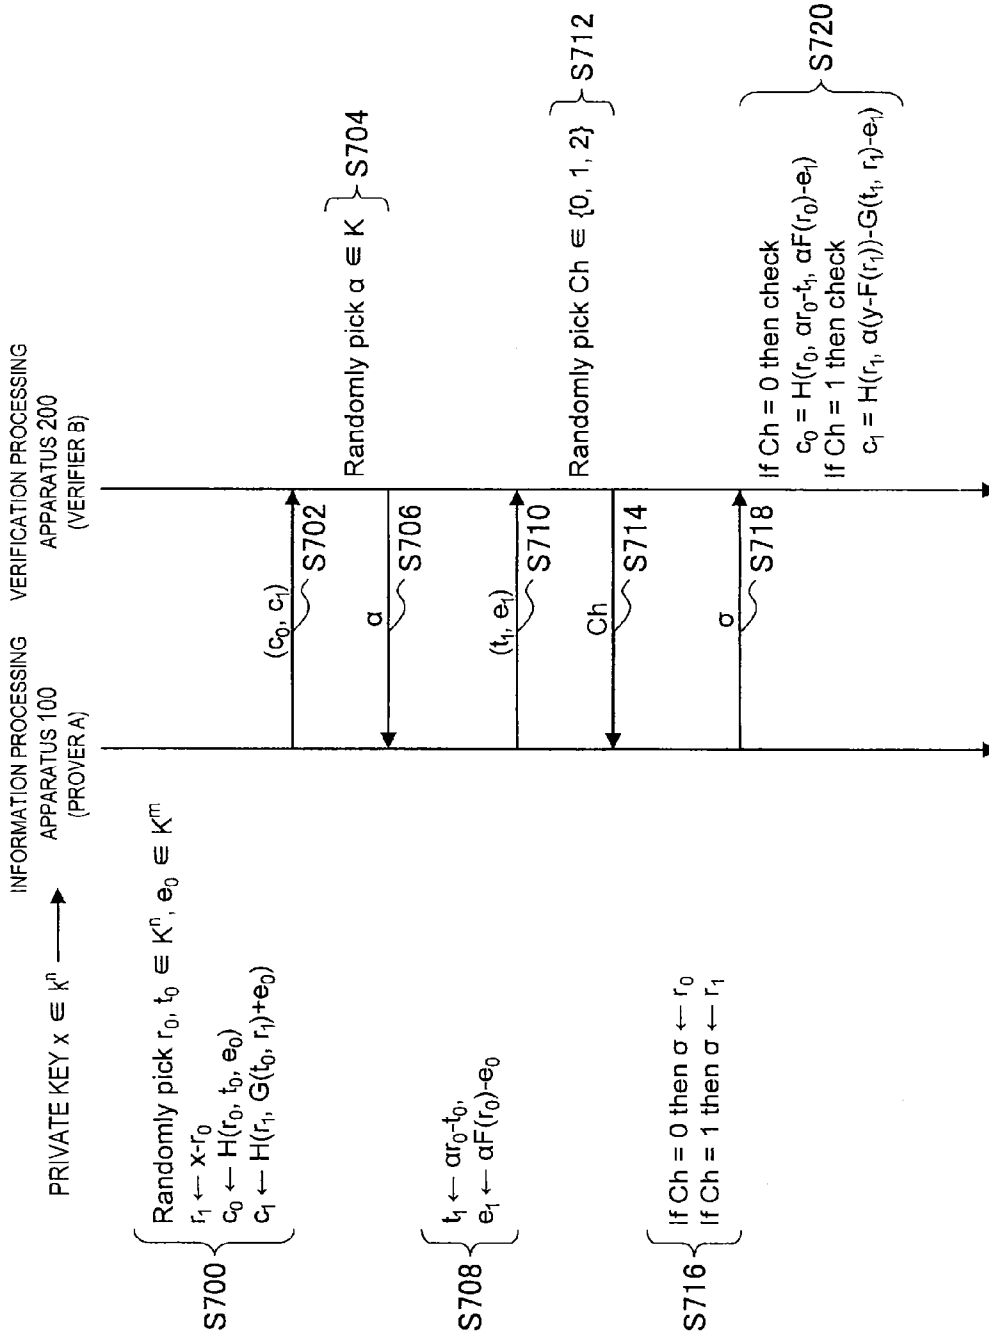 INFORMATION PROCESSING
APPARATUS 100
(PROVER A)
VERIFICATION PROCESSING
APPARATUS 200
(VERIFIER B)
PRIVATE KEY x ∈ kⁿ
S700
Randomly pick r₀, t₀ ∈ Kⁿ, e₀ ∈ Kᵐ
r₁ ← x-r₀
c₀ ← H(r₀, t₀, e₀)
c₁ ← H(r₁, G(t₀, r₁)+e₀)
(c₀, c₁)
S702
Randomly pick α ∈ K
S704
α
S706
S708
t₁ ← αr₀-t₀,
e₁ ← αF(r₀)-e₀
(t₁, e₁)
S710
Randomly pick Ch ∈ {0, 1, 2}
S712
Ch
S714
S716
If Ch = 0 then σ ← r₀
If Ch = 1 then σ ← r₁
σ
S718
If Ch = 0 then check
c₀ = H(r₀, αr₀-t₁, αF(r₀)-e₁)
If Ch = 1 then check
c₁ = H(r₁, α(y-F(r₁))-G(t₁, r₁)-e₁)
S720